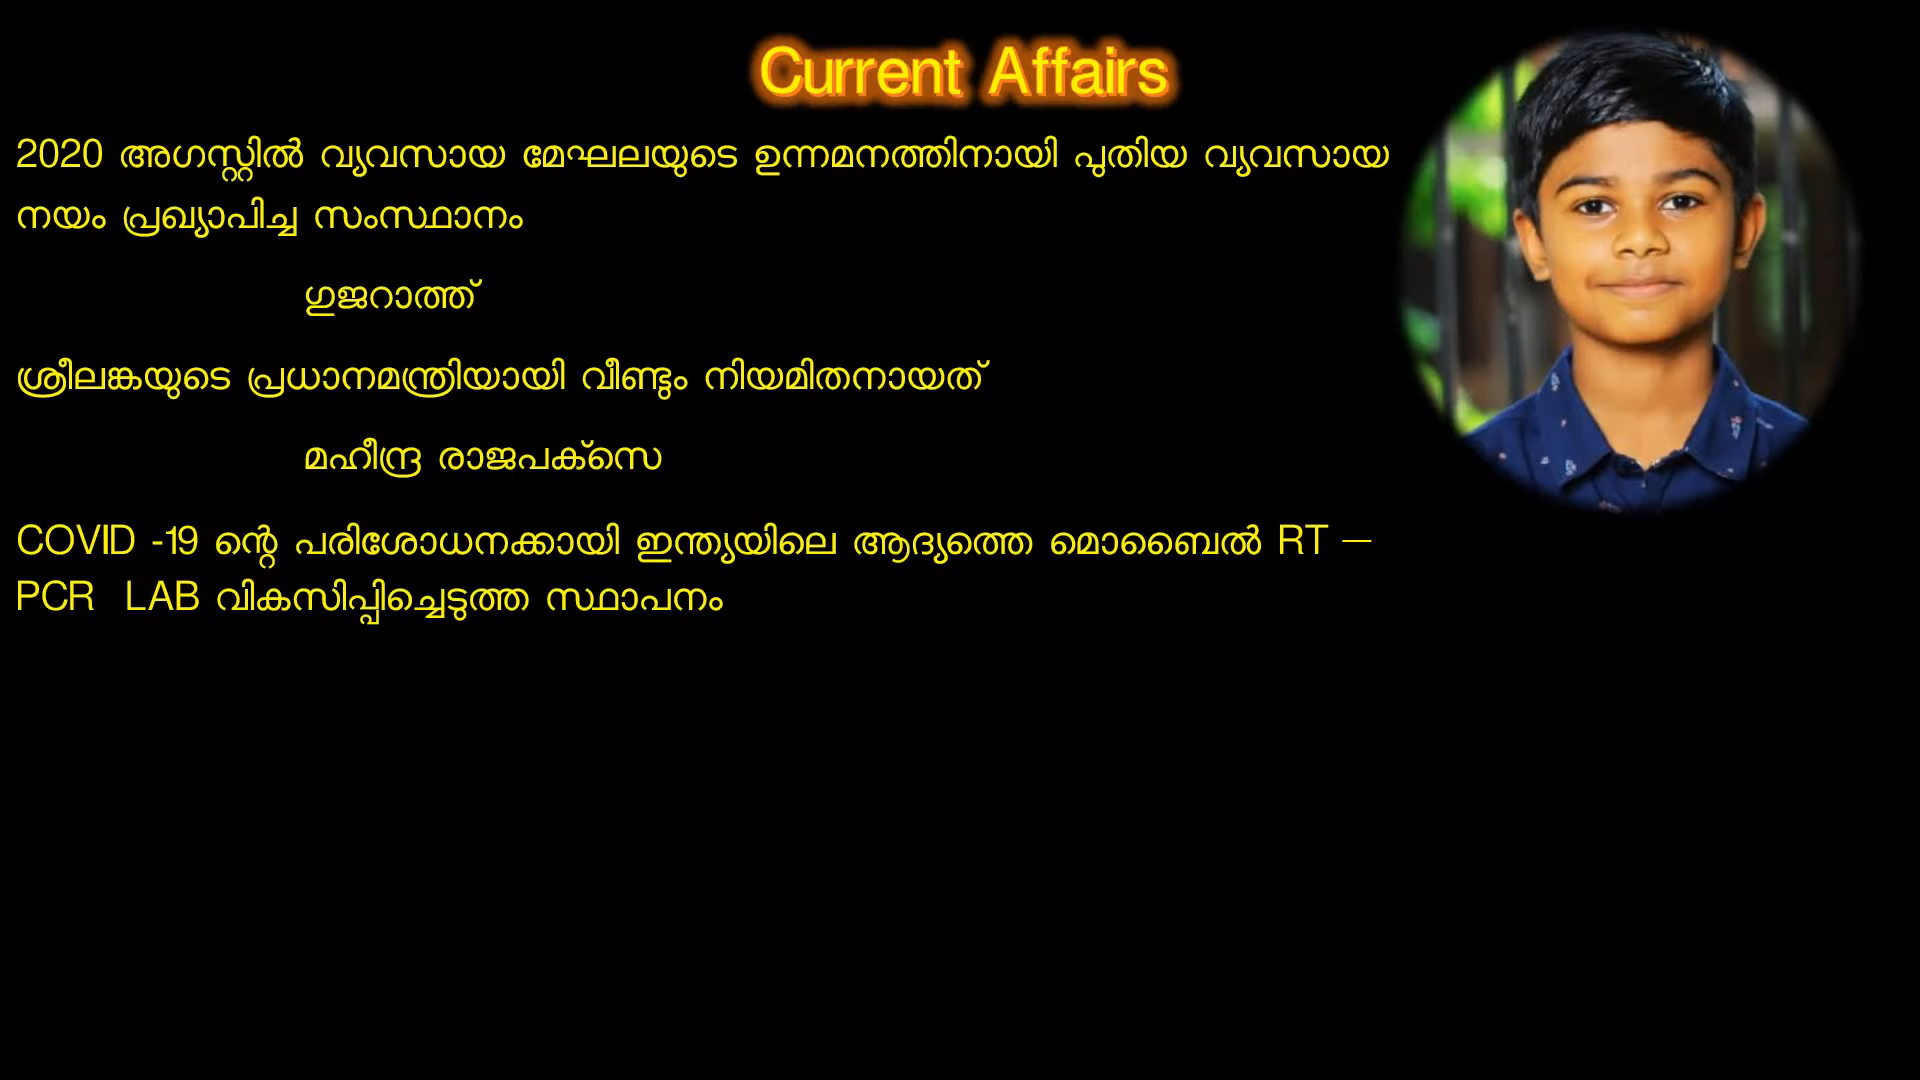 Current Affairs
2020 അഗസ്റ്റിൽ വ്യവസായ മേഘലയുടെ ഉന്നമനത്തിനായി പുതിയ വ്യവസായ
നയം പ്രഖ്യാപിച്ച സംസ്ഥാനം
ഗുജറാത്ത്
ശ്രീലങ്കയുടെ പ്രധാനമന്ത്രിയായി വീണ്ടും നിയമിതനായത്
മഹീന്ദ്ര രാജപക്സെ
COVID -19 ന്റെ പരിശോധനക്കായി ഇന്ത്യയിലെ ആദ്യത്തെ മൊബൈൽ RT –
PCR LAB വികസിപ്പിച്ചെടുത്ത സ്ഥാപനം